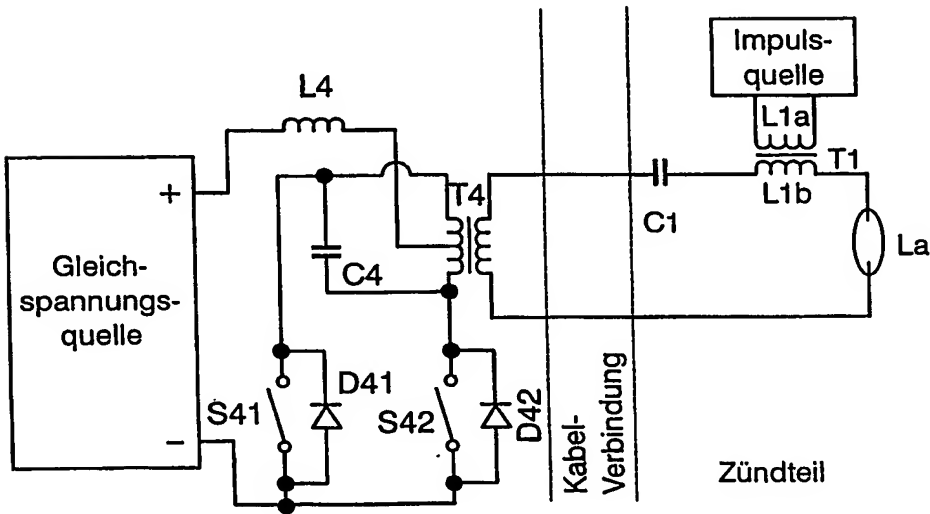 Impuls-
quelle
L4
L1a
+
T4
T1
L1b
C1
Gleich-
spannungs-
quelle
C4
La
D41
S41
S42
D42
−
Kabel-
Verbindung
Zündteil